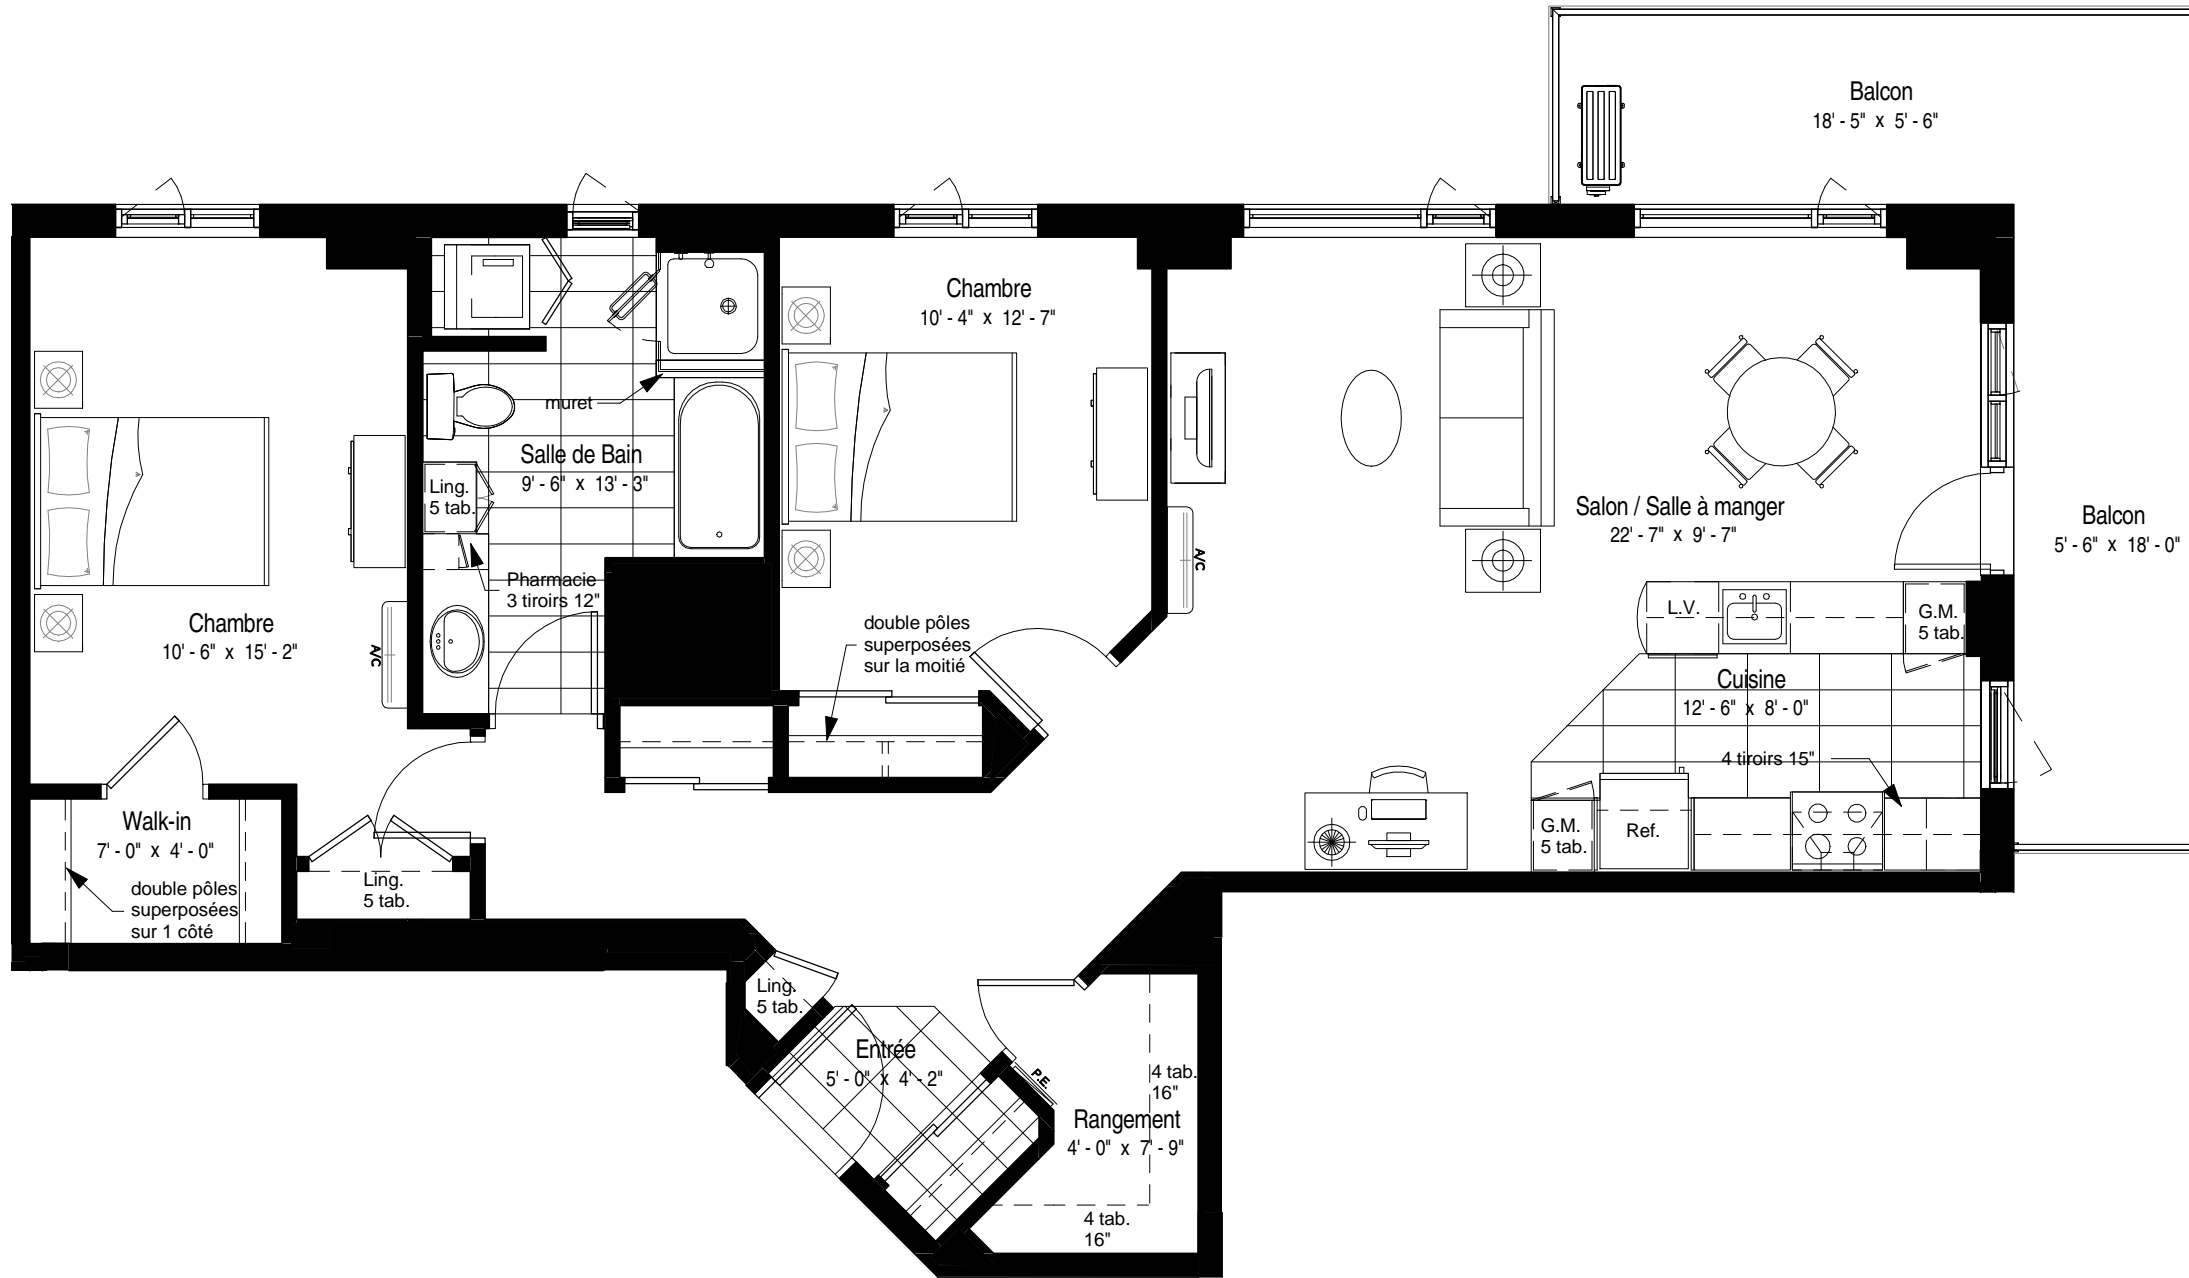 Balcon
18' - 5" x 5' - 6"
Chambre
10' - 4" x 12' - 7"
muret
Salle de Bain
9' - 6" x 13' - 3"
Ling.
5 tab.
Salon / Salle à manger
22' - 7" x 9' - 7"
Balcon
5' - 6" x 18' - 0"
A/C
Pharmacie
3 tiroirs 12"
L.V.
G.M.
5 tab.
Chambre
10' - 6" x 15' - 2"
A/C
double pôles
superposées
sur la moitié
Cuisine
12' - 6" x 8' - 0"
4 tiroirs 15"
Walk-in
7' - 0" x 4' - 0"
double pôles
superposées
sur 1 côté
Ling.
5 tab.
G.M.
5 tab.
Ref.
Ling.
5 tab.
Entrée
5' - 0" x 4' - 2"
P.E.
4 tab.
16"
Rangement
4' - 0" x 7' - 9"
4 tab.
16"